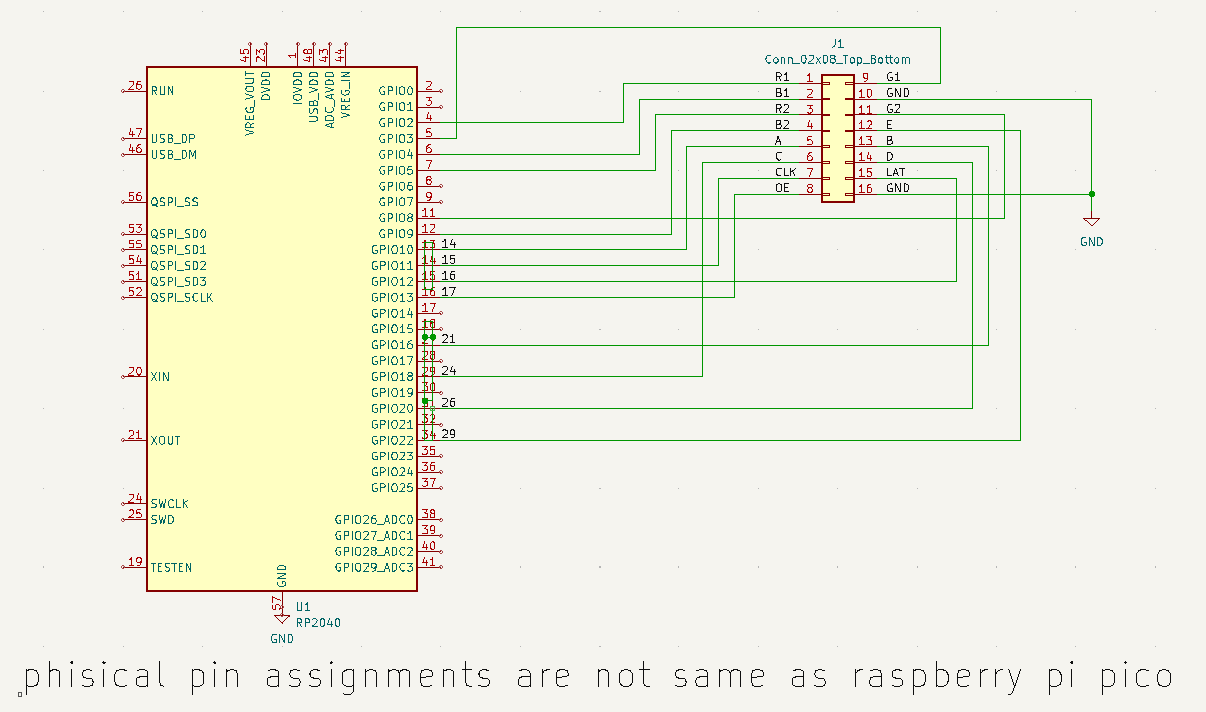 J1
Conn_02x08_Top_Bottom
45
23
1
48
43
44
VREG_VOUT
DVDD
IOVDD
USB_VDD
ADC_AVDD
VREG_IN
26 RUN
47 USB_DP
46 USB_DM
56 QSPI_SS
53 QSPI_SD0
55 QSPI_SD1
54 QSPI_SD2
51 QSPI_SD3
52 QSPI_SCLK
20 XIN
21 XOUT
24 SWCLK
25 SWD
19 TESTEN
GPIO0 2
GPIO1 3
GPIO2 4
GPIO3 5
GPIO4 6
GPIO5 7
GPIO6 8
GPIO7 9
GPIO8 11
GPIO9 12
GPIO10 13 14
GPIO11 14 15
GPIO12 15 16
GPIO13 16 17
GPIO14 17
GPIO15 18
GPIO16 21
GPIO17 28
GPIO18 29 24
GPIO19 30
GPIO20 26
GPIO21 32
GPIO22 34 29
GPIO23 35
GPIO24 36
GPIO25 37
GPIO26_ADC0 38
GPIO27_ADC1 39
GPIO28_ADC2 40
GPIO29_ADC3 41
GND
57
U1
RP2040
GND
R1 1 9 G1
B1 2 10 GND
R2 3 11 G2
B2 4 12 E
A 5 13 B
C 6 14 D
CLK 7 15 LAT
OE 8 16 GND
GND
phisical pin assignments are not same as raspberry pi pico